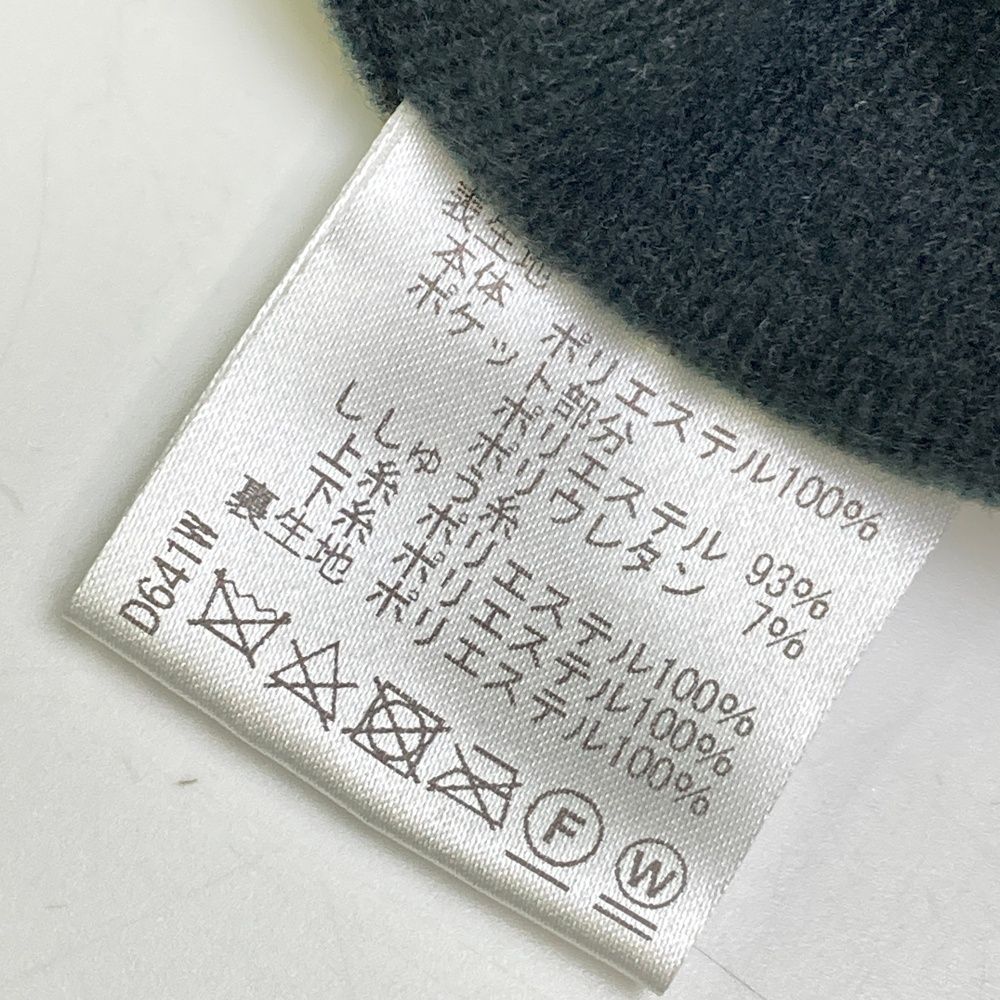 表生地
本体 ポリエステル100%
ポケット部分
ポリエステル 93%
ポリウレタン 7%
ししゅう糸
上糸 ポリエステル100%
下糸 ポリエステル100%
裏生地 ポリエステル100%
D641W
F W